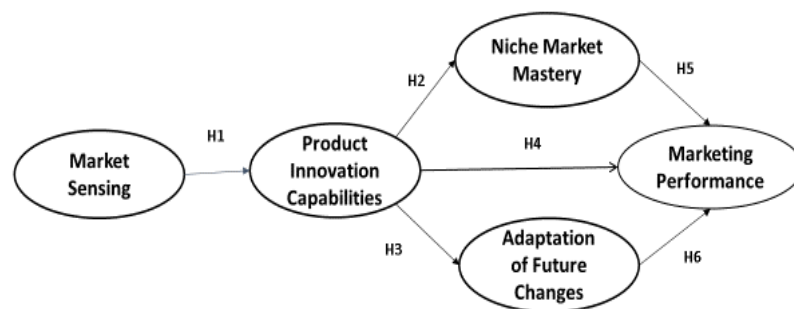 Niche Market
Mastery
H2
H5
H1
Market
Sensing
Product
Innovation
Capabilities
H4
Marketing
Performance
H3
Adaptation
of Future
Changes
H6